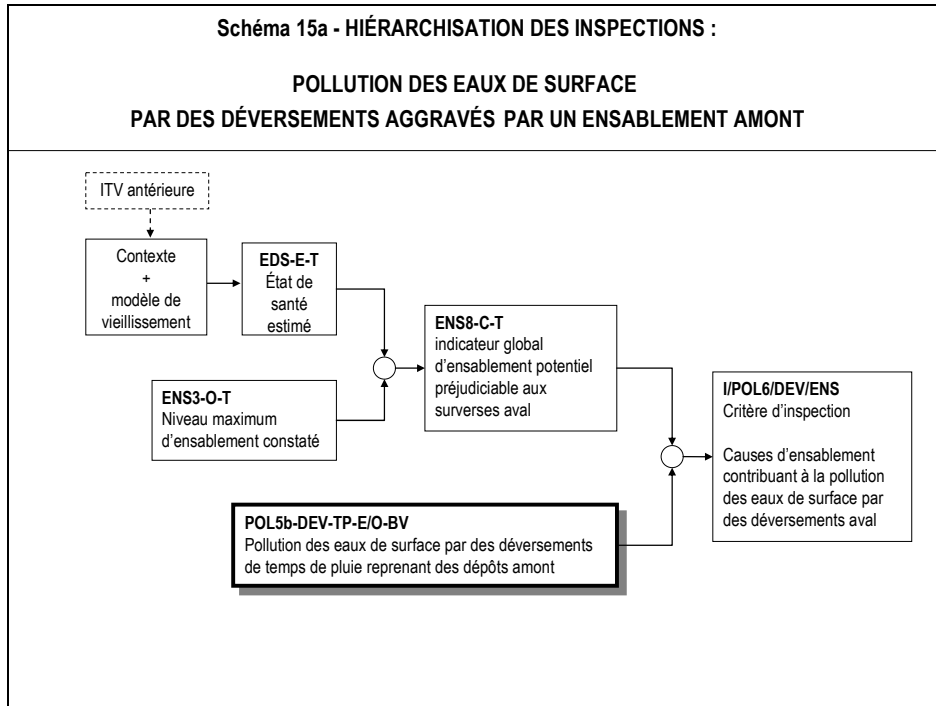 Schéma 15a - HIÉRARCHISATION DES INSPECTIONS :
POLLUTION DES EAUX DE SURFACE
PAR DES DÉVERSEMENTS AGGRAVÉS PAR UN ENSABLEMENT AMONT
ITV antérieure
Contexte
+
modèle de
vieillissement
EDS-E-T
État de
santé
estimé
ENS3-O-T
Niveau maximum
d'ensablement constaté
ENS8-C-T
indicateur global
d'ensablement potentiel
préjudiciable aux
surverses aval
POL5b-DEV-TP-E/O-BV
Pollution des eaux de surface par des déversements
de temps de pluie reprenant des dépôts amont
I/POL6/DEV/ENS
Critère d'inspection
Causes d'ensablement
contribuant à la pollution
des eaux de surface par
des déversements aval